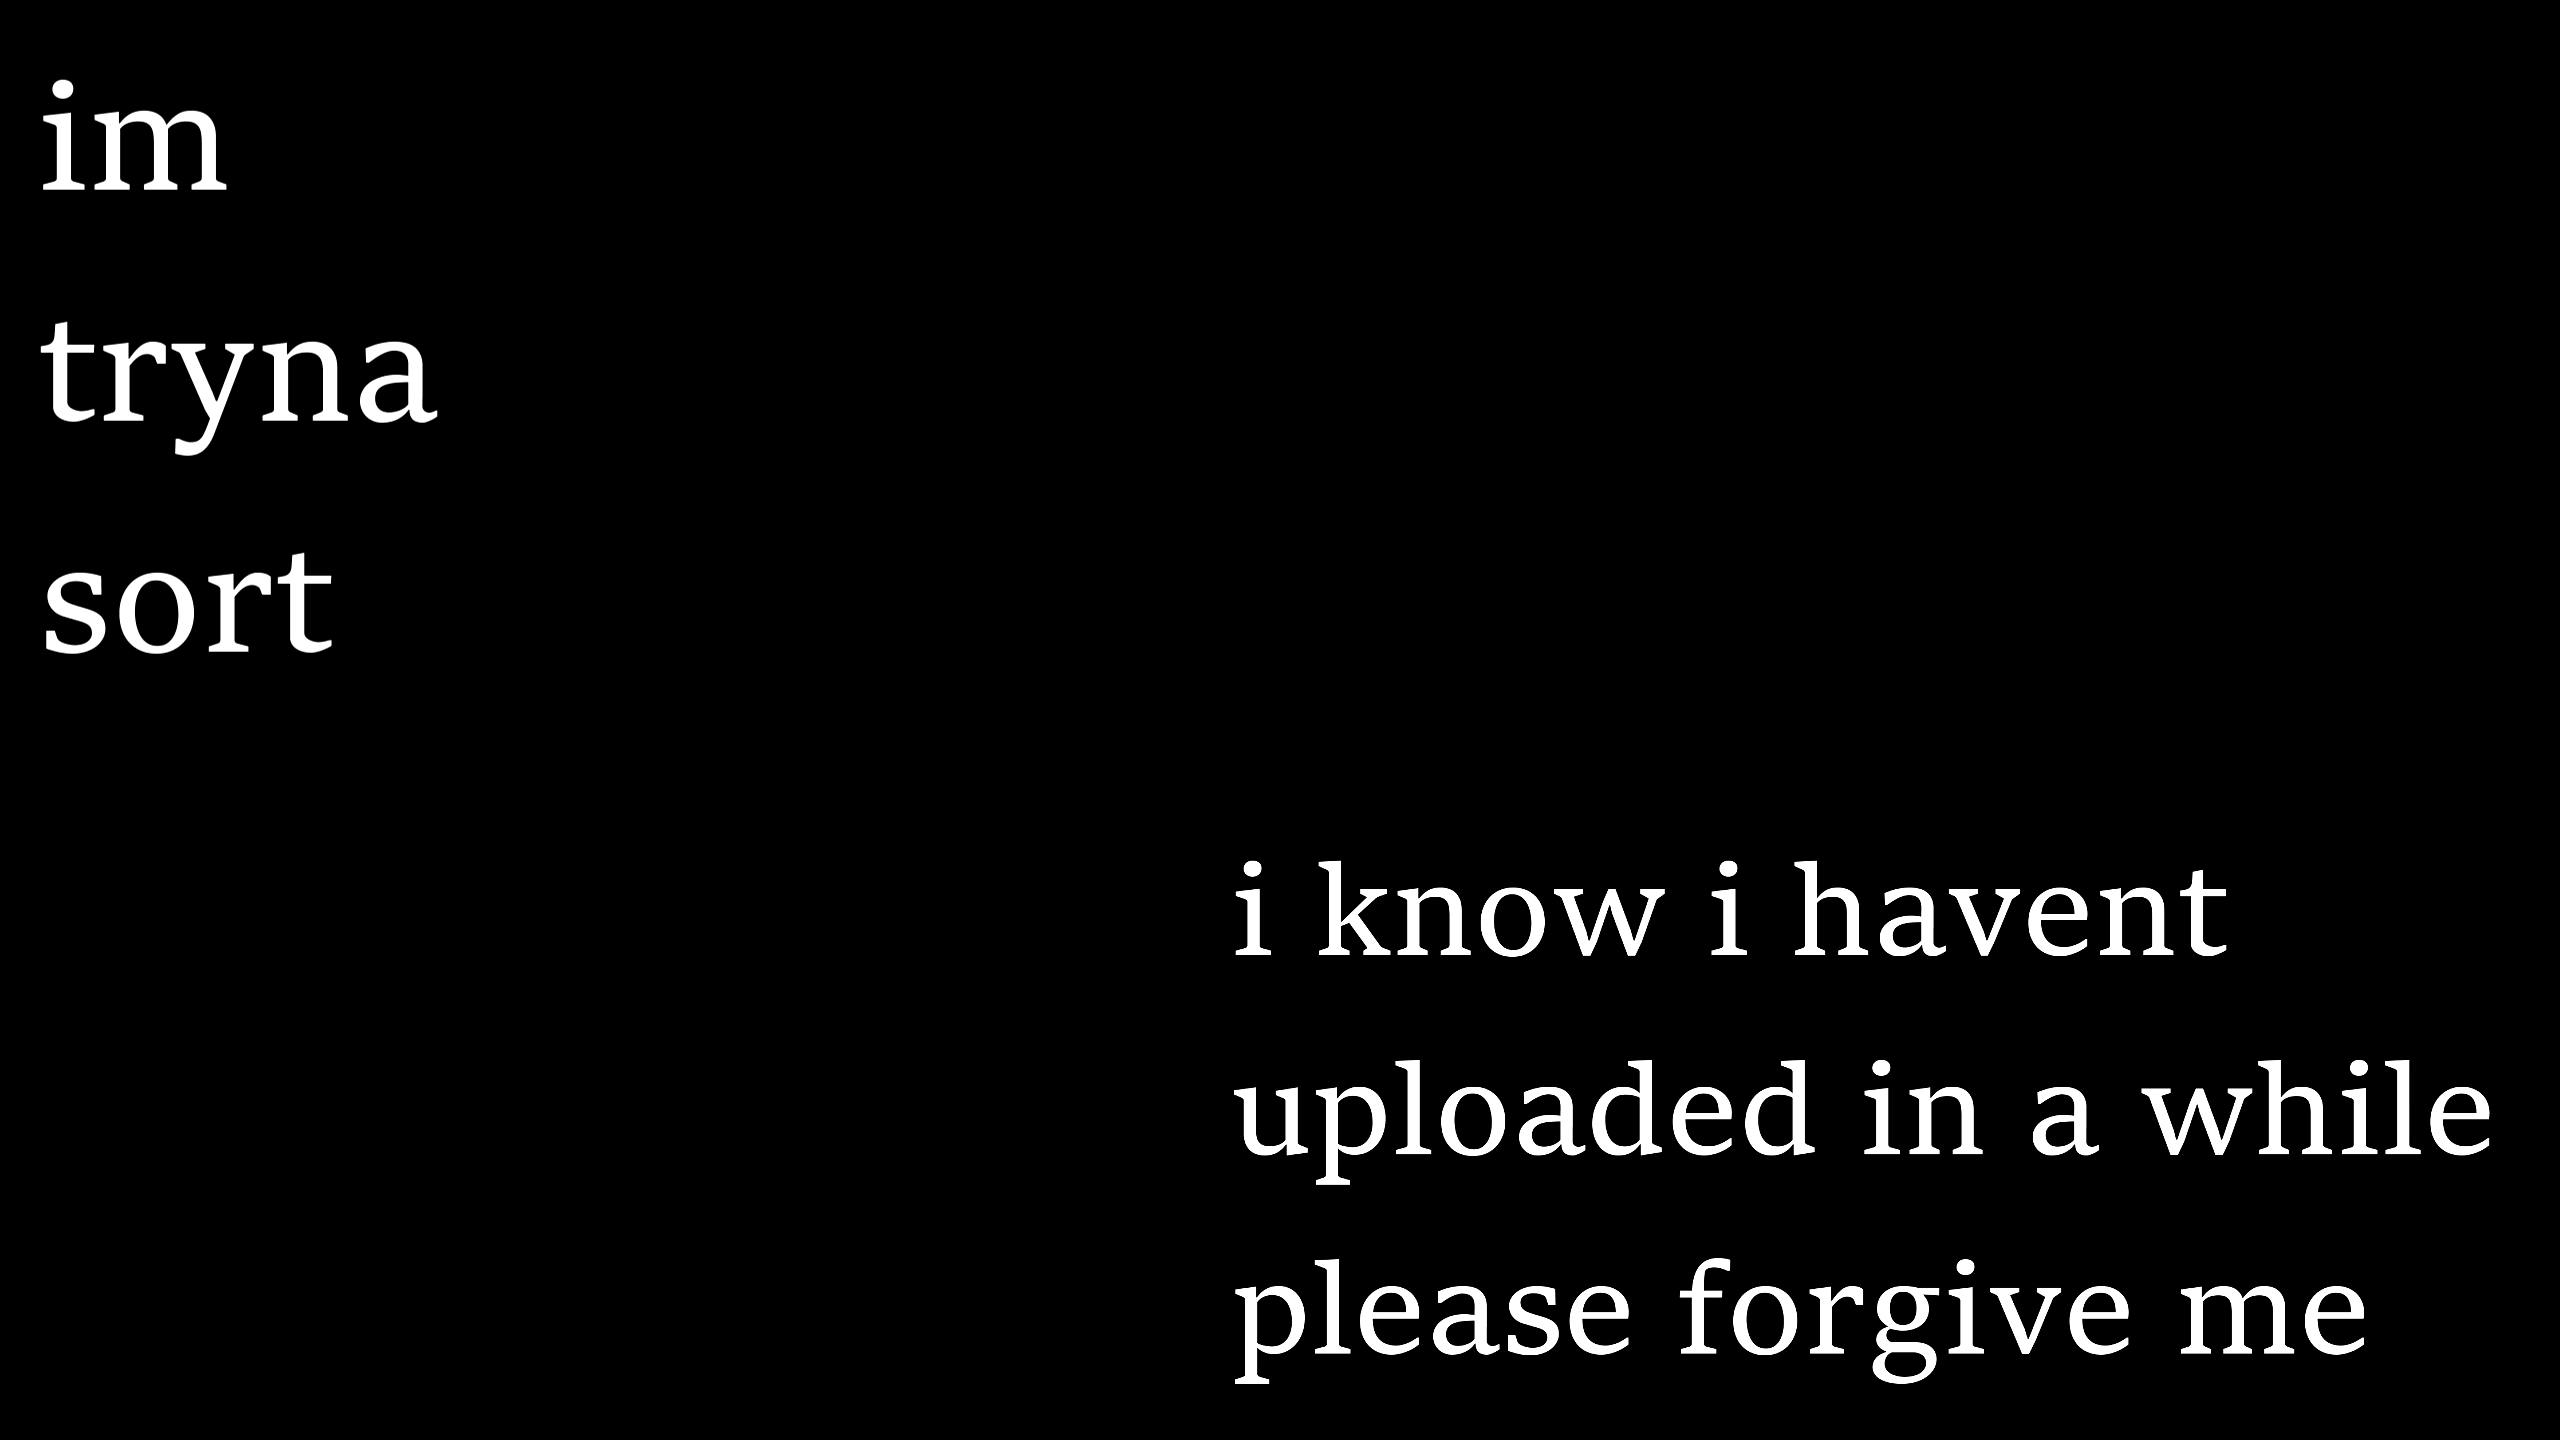 im
tryna
sort
i know i havent
uploaded in a while
please forgive me